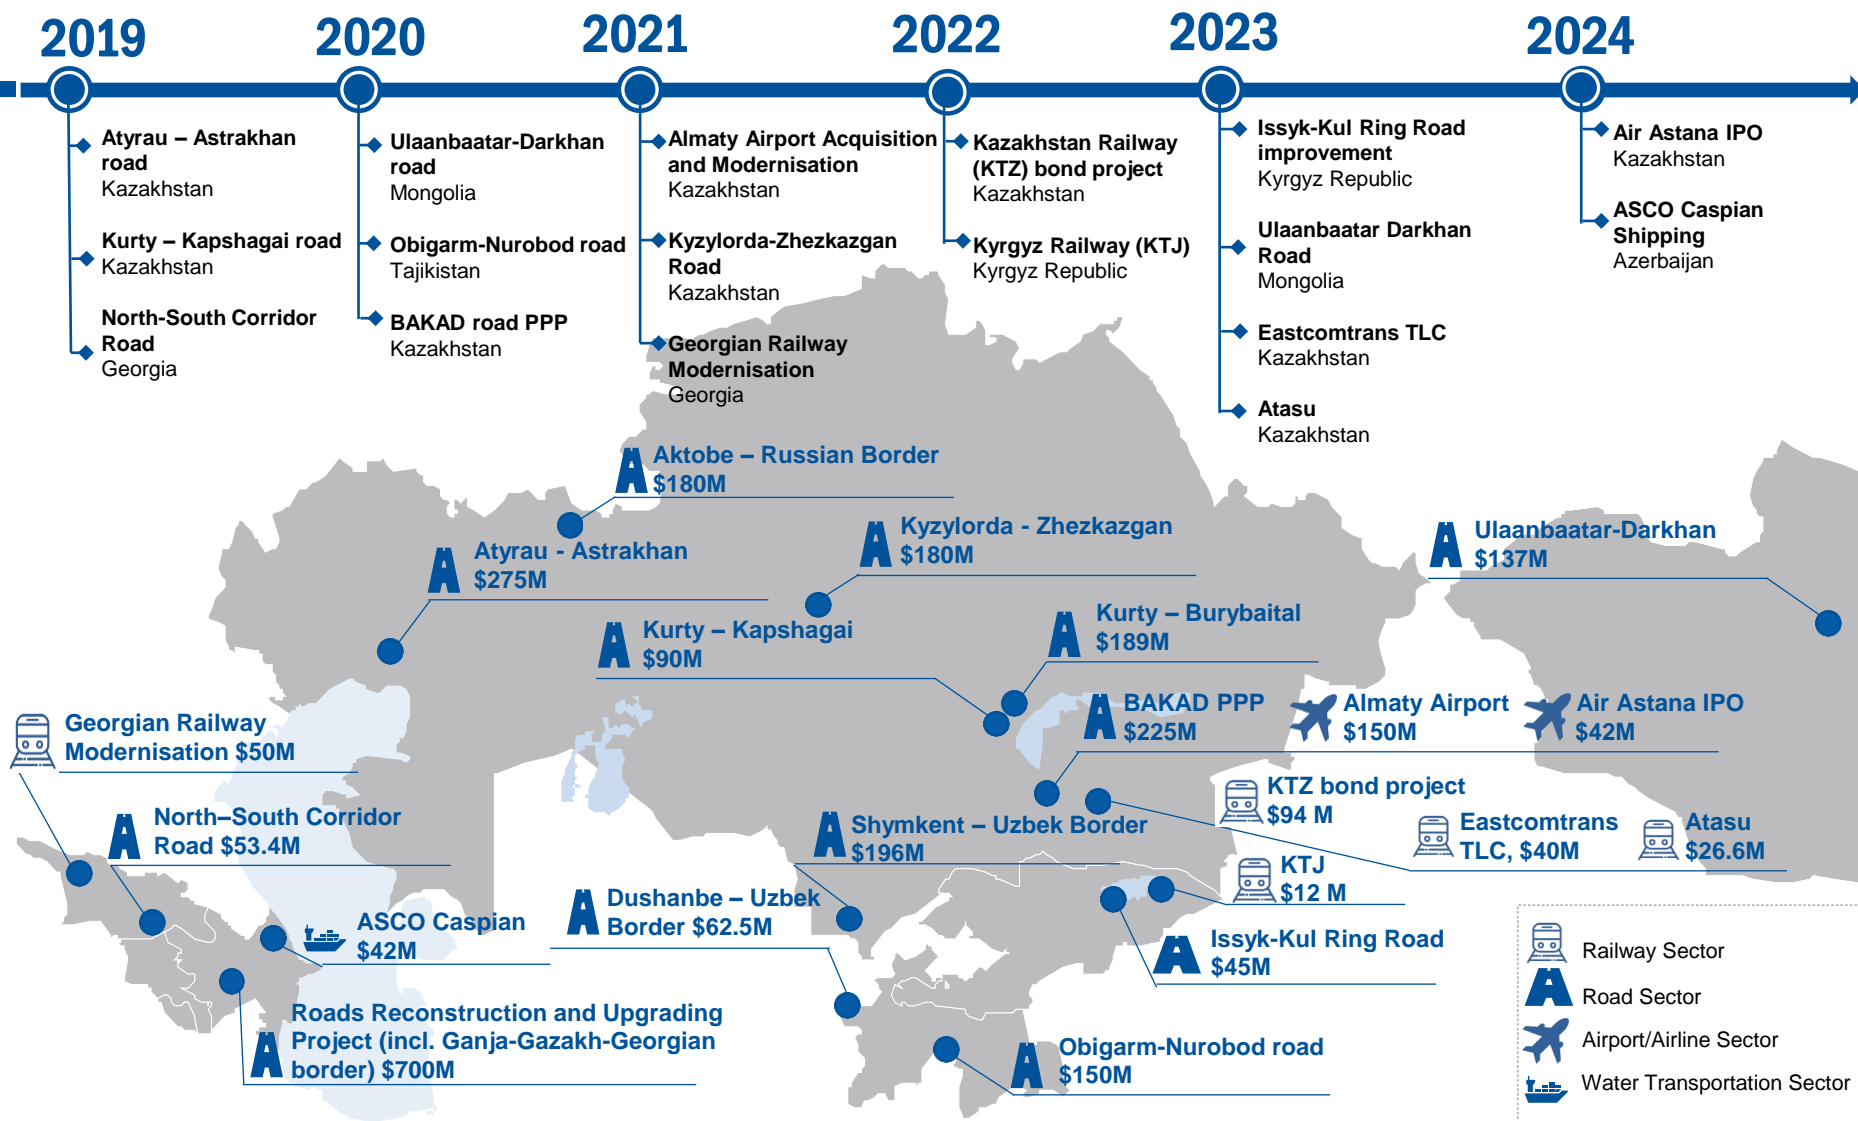 2019
2020
2021
2022
2023
2024
Atyrau – Astrakhan
road
Kazakhstan
Kurty – Kapshagai road
Kazakhstan
North-South Corridor
Road
Georgia
Ulaanbaatar-Darkhan
road
Mongolia
Obigarm-Nurobod road
Tajikistan
BAKAD road PPP
Kazakhstan
Almaty Airport Acquisition
and Modernisation
Kazakhstan
Kyzylorda-Zhezkazgan
Road
Kazakhstan
Georgian Railway
Modernisation
Georgia
Kazakhstan Railway
(KTZ) bond project
Kazakhstan
Kyrgyz Railway (KTJ)
Kyrgyz Republic
Issyk-Kul Ring Road
improvement
Kyrgyz Republic
Ulaanbaatar Darkhan
Road
Mongolia
Eastcomtrans TLC
Kazakhstan
Atasu
Kazakhstan
Air Astana IPO
Kazakhstan
ASCO Caspian
Shipping
Azerbaijan
Aktobe – Russian Border
$180M
Atyrau - Astrakhan
$275M
Kyzylorda - Zhezkazgan
$180M
Ulaanbaatar-Darkhan
$137M
Kurty – Kapshagai
$90M
Kurty – Burybaital
$189M
BAKAD PPP
$225M
Almaty Airport
$150M
Air Astana IPO
$42M
Georgian Railway
Modernisation $50M
KTZ bond project
$94 M
North–South Corridor
Road $53.4M
Shymkent – Uzbek Border
$196M
Eastcomtrans
TLC, $40M
Atasu
$26.6M
KTJ
$12 M
Dushanbe – Uzbek
Border $62.5M
ASCO Caspian
$42M
Issyk-Kul Ring Road
$45M
Roads Reconstruction and Upgrading
Project (incl. Ganja-Gazakh-Georgian
border) $700M
Obigarm-Nurobod road
$150M
Railway Sector
Road Sector
Airport/Airline Sector
Water Transportation Sector